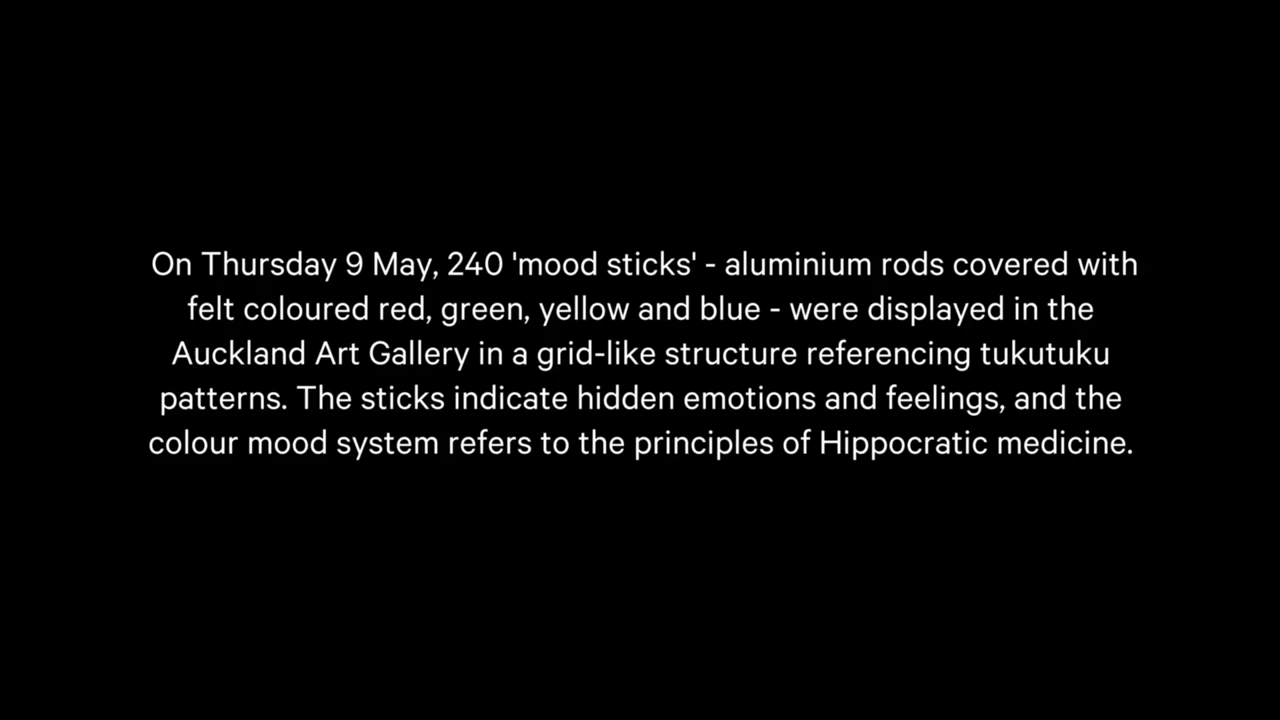 On Thursday 9 May, 240 'mood sticks' - aluminium rods covered with
felt coloured red, green, yellow and blue - were displayed in the
Auckland Art Gallery in a grid-like structure referencing tukutuku
patterns. The sticks indicate hidden emotions and feelings, and the
colour mood system refers to the principles of Hippocratic medicine.